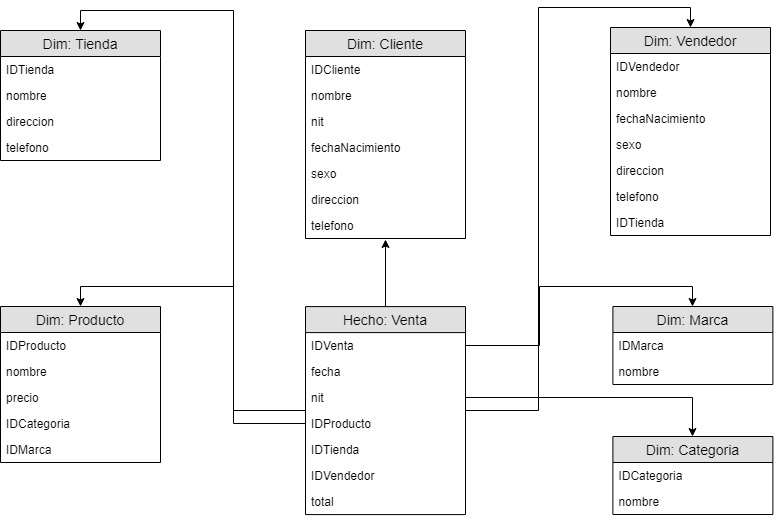 Dim: Tienda
IDTienda
nombre
direccion
telefono
Dim: Cliente
IDCliente
nombre
nit
fechaNacimiento
sexo
direccion
telefono
Dim: Vendedor
IDVendedor
nombre
fechaNacimiento
sexo
direccion
telefono
IDTienda
Dim: Producto
IDProducto
nombre
precio
IDCategoria
IDMarca
Hecho: Venta
IDVenta
fecha
nit
IDProducto
IDTienda
IDVendedor
total
Dim: Marca
IDMarca
nombre
Dim: Categoria
IDCategoria
nombre